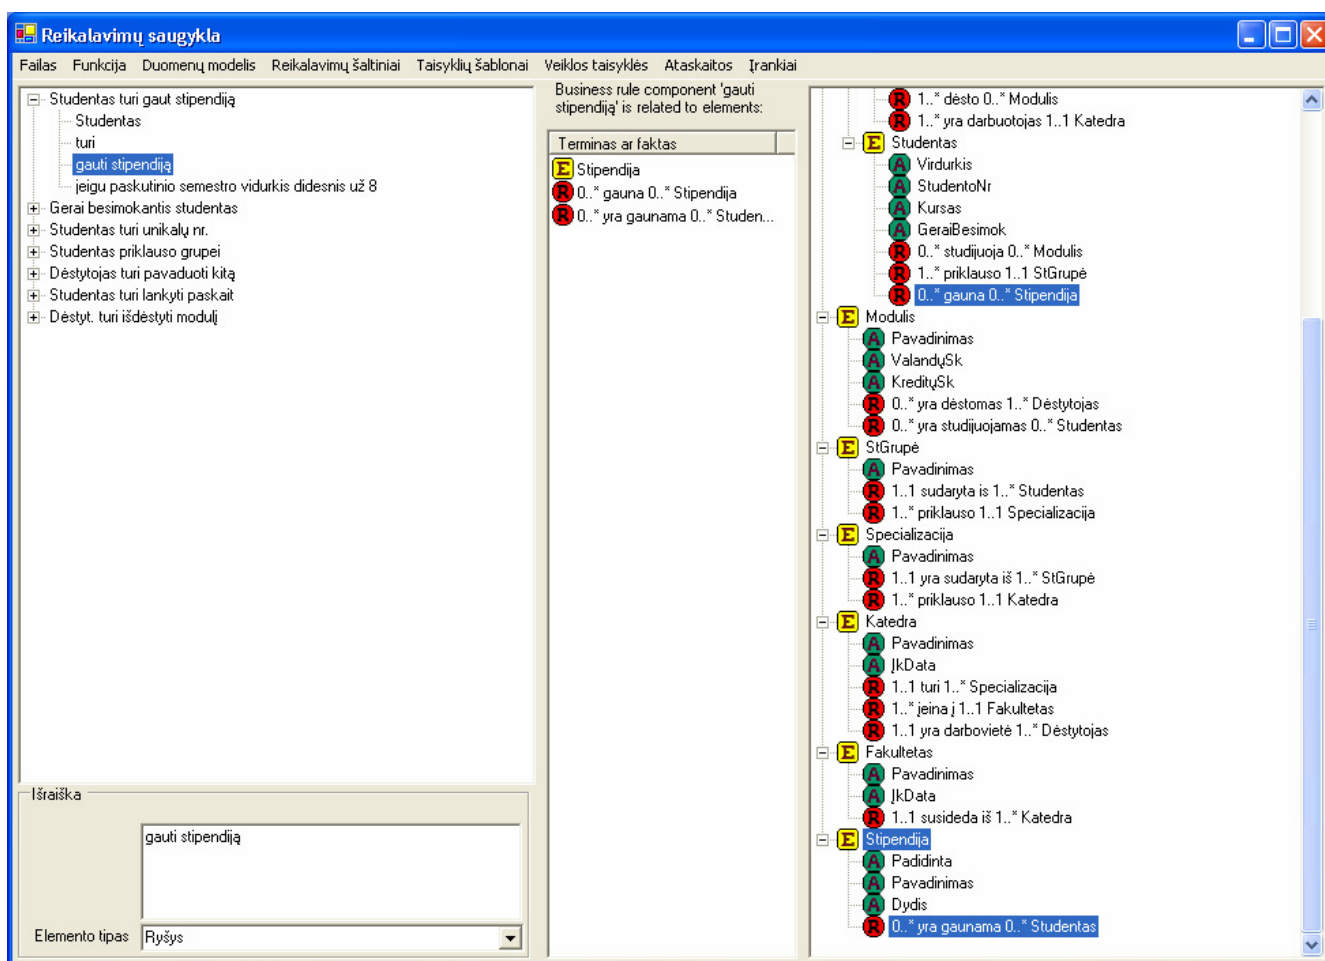 Reikalavimų saugykla
Failas Funkcija Duomenų modelis Reikalavimų šaltiniai Taisyklių šablonai Veiklos taisyklės Ataskaitos Įrankiai
Studentas turi gaut stipendiją
Studentas
turi
gauti stipendiją
jeigu paskutinio semestro vidurkis didesnis už 8
Gerai besimokantis studentas
Studentas turi unikalų nr.
Studentas priklauso grupei
Dėstytojas turi pavaduoti kitą
Studentas turi lankyti paskait
Dėstyt. turi išdėstyti modulį
Išraiška
gauti stipendiją
Elemento tipas Ryšys
Business rule component 'gauti
stipendiją' is related to elements:
Terminas ar faktas
E Stipendija
R 0..* gauna 0..* Stipendija
R 0..* yra gaunama 0..* Studen...
R 1..* dėsto 0..* Modulis
R 1..* yra darbuotojas 1..1 Katedra
E Studentas
A Virdurkis
A StudentoNr
A Kursas
A GeraiBesimok
R 0..* studijuoja 0..* Modulis
R 1..* priklauso 1..1 StGrupė
R 0..* gauna 0..* Stipendija
E Modulis
A Pavadinimas
A ValandųSk
A KreditųSk
R 0..* yra dėstomas 1..* Dėstytojas
R 0..* yra studijuojamas 0..* Studentas
E StGrupė
A Pavadinimas
R 1..1 sudaryta is 1..* Studentas
R 1..* priklauso 1..1 Specializacija
E Specializacija
A Pavadinimas
R 1..1 yra sudaryta iš 1..* StGrupė
R 1..* priklauso 1..1 Katedra
E Katedra
A Pavadinimas
A ĮkData
R 1..1 turi 1..* Specializacija
R 1..* įeina į 1..1 Fakultetas
R 1..1 yra darbovietė 1..* Dėstytojas
E Fakultetas
A Pavadinimas
A ĮkData
R 1..1 susideda iš 1..* Katedra
E Stipendija
A Padidinta
A Pavadinimas
A Dydis
R 0..* yra gaunama 0..* Studentas